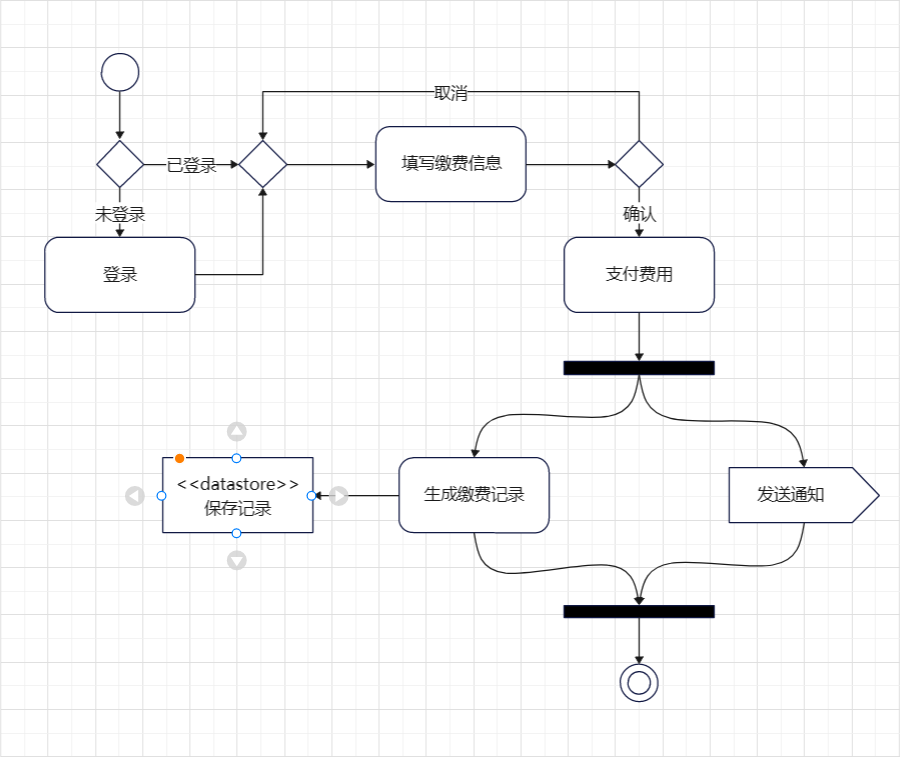 取消
已登录
填写缴费信息
未登录
确认
登录
支付费用
<<datastore>>
保存记录
生成缴费记录
发送通知